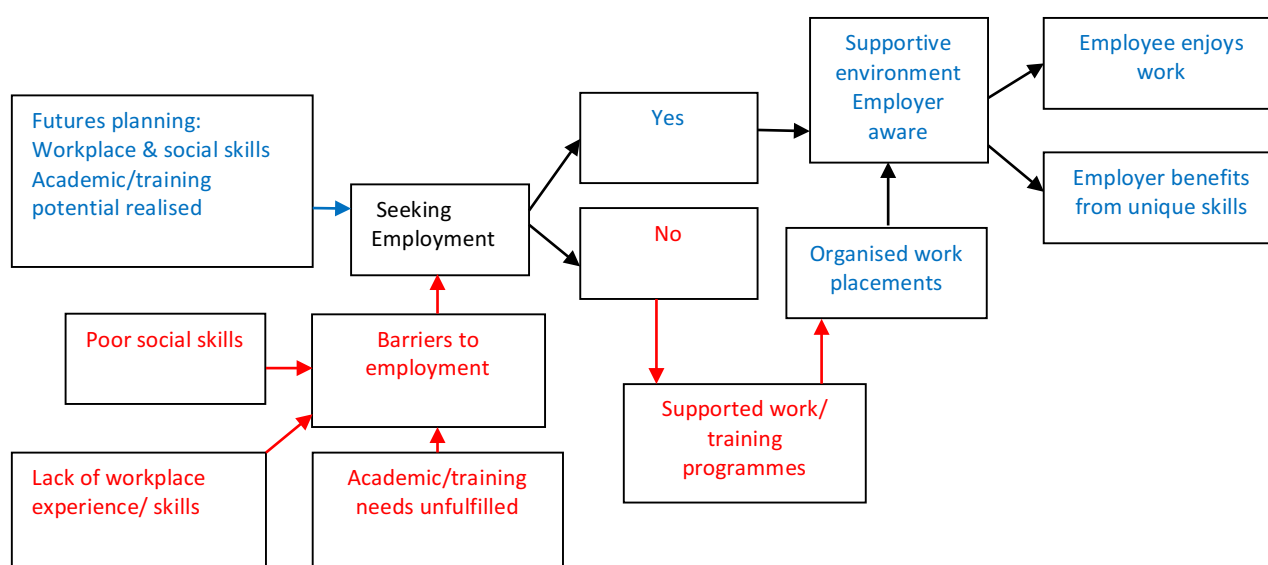 Futures planning:
Workplace & social skills
Academic/training
potential realised
Seeking
Employment
Yes
No
Supportive
environment
Employer
aware
Employee enjoys
work
Employer benefits
from unique skills
Organised work
placements
Poor social skills
Barriers to
employment
Supported work/
training
programmes
Lack of workplace
experience/ skills
Academic/training
needs unfulfilled